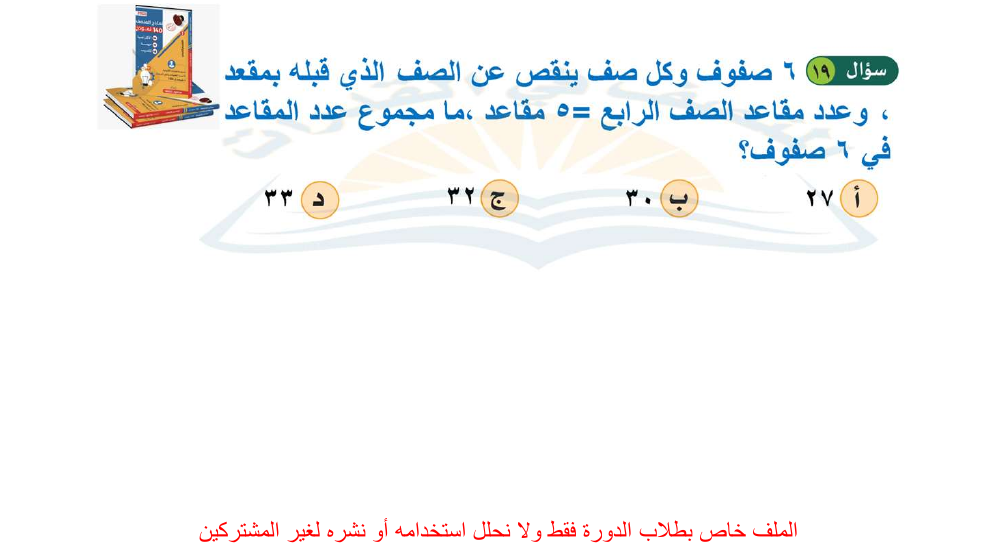 سؤال ١٩ ٦ صفوف وكل صف ينقص عن الصف الذي قبله بمقعد
، وعدد مقاعد الصف الرابع =٥ مقاعد ،ما مجموع عدد المقاعد
في ٦ صفوف؟
أ ٢٧ ب ٣٠ ج ٣٢ د ٣٣
الملف خاص بطلاب الدورة فقط ولا نحلل استخدامه أو نشره لغير المشتركين